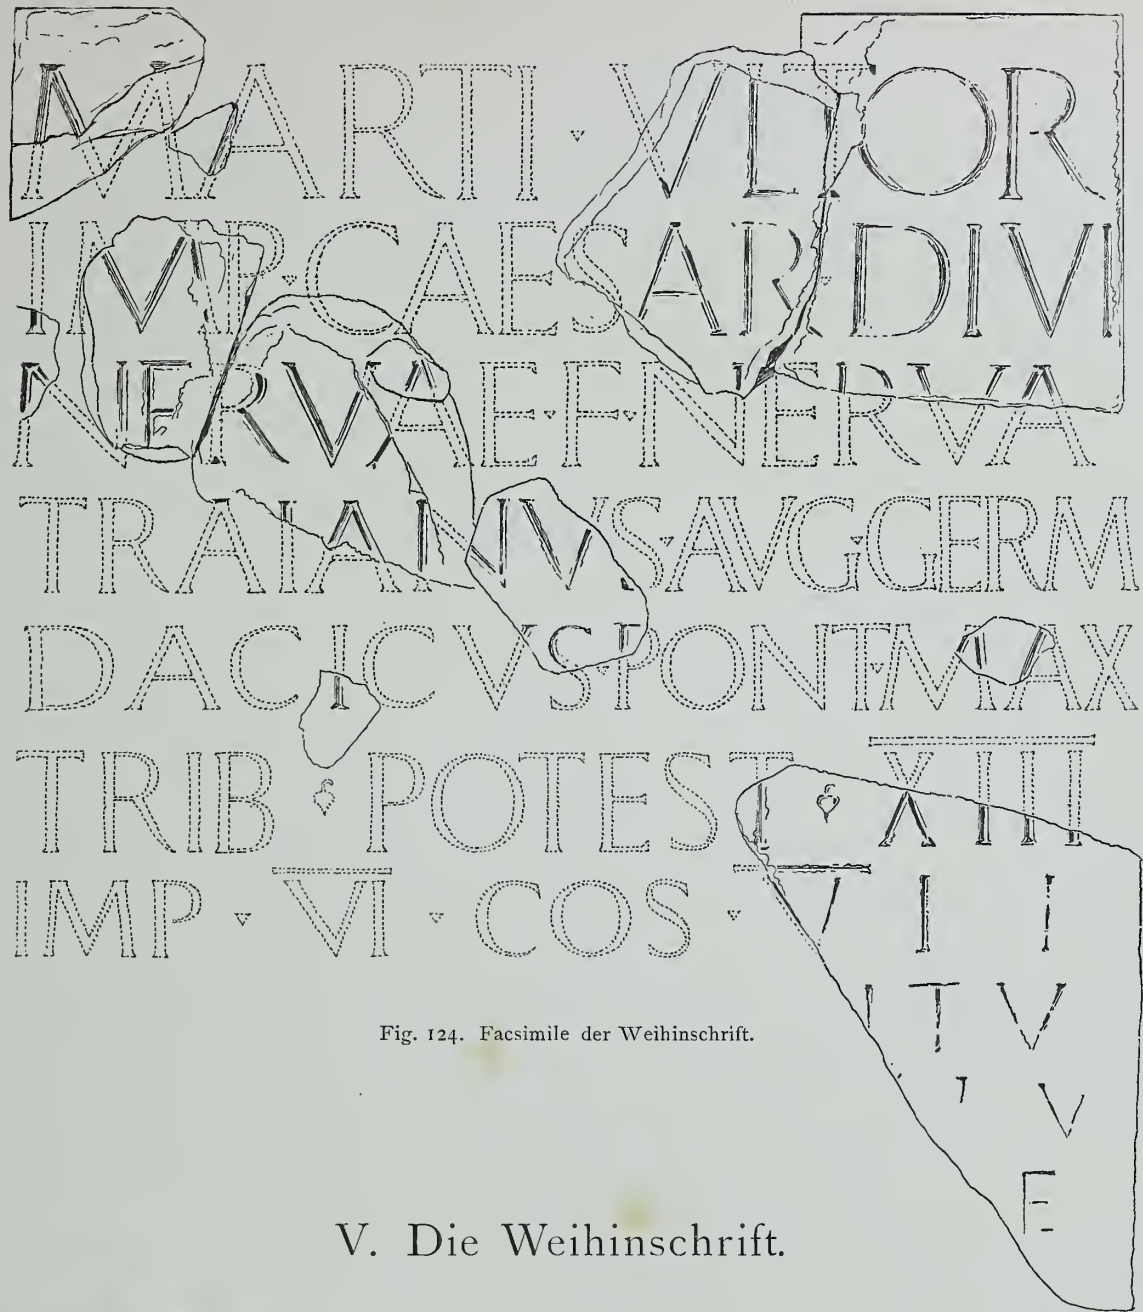 MARTI · VLTOR
IMP · CAESAR · DIVI
NERVAE · F · NERVA
TRAIANVS · AVG · GERM
DACICVS · PONT · MAX
TRIB ❦ POTEST ❦ XIII
IMP · VI · COS · V I I
I T V
V
E
Fig. 124. Facsimile der Weihinschrift.
V. Die Weihinschrift.